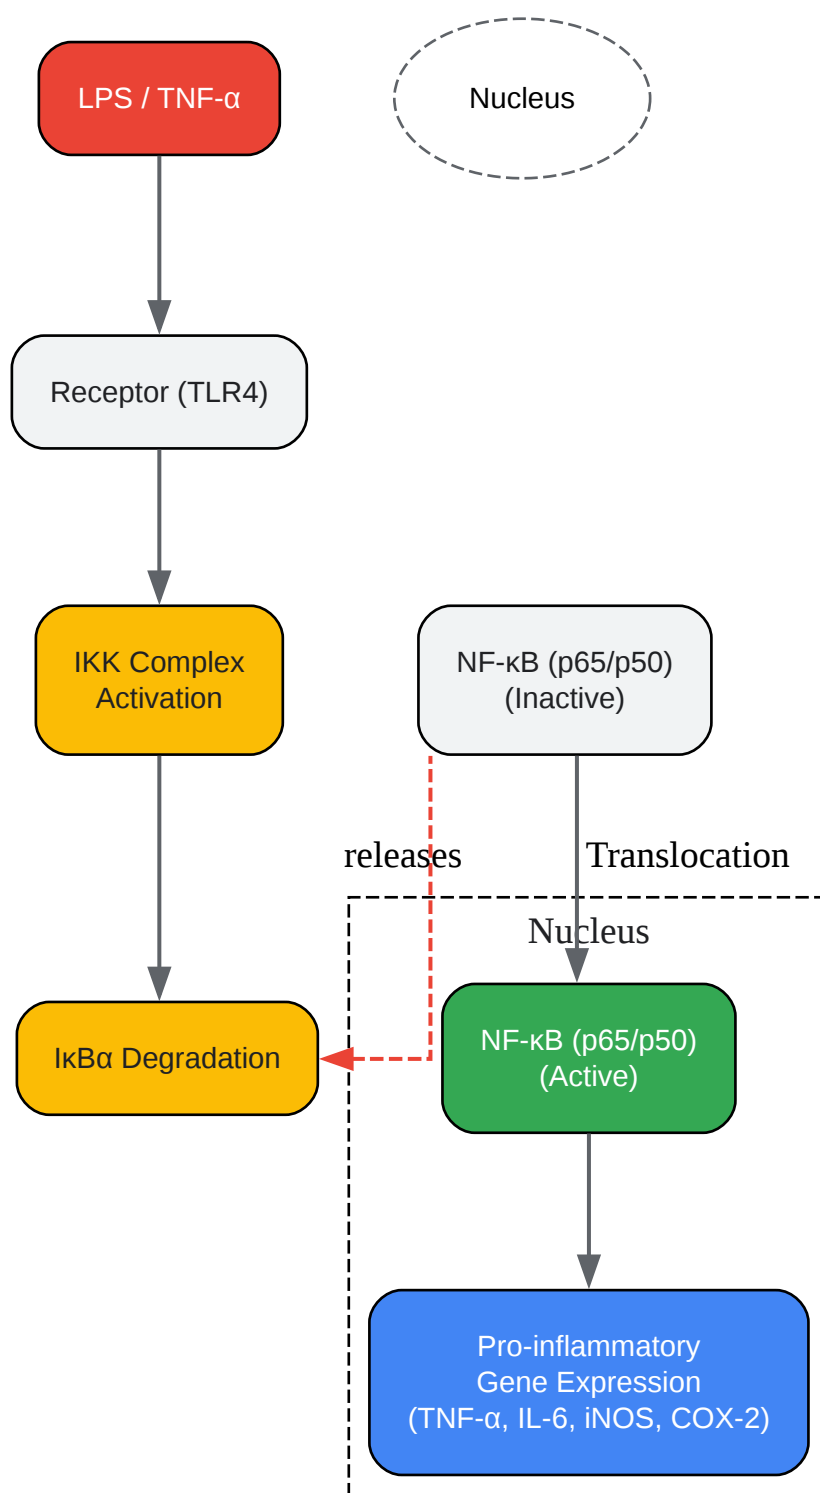 LPS / TNF-α
Nucleus
Receptor (TLR4)
IKK Complex
Activation
NF-κB (p65/p50)
(Inactive)
releases
Translocation
Nucleus
IκBα Degradation
NF-κB (p65/p50)
(Active)
Pro-inflammatory
Gene Expression
(TNF-α, IL-6, iNOS, COX-2)